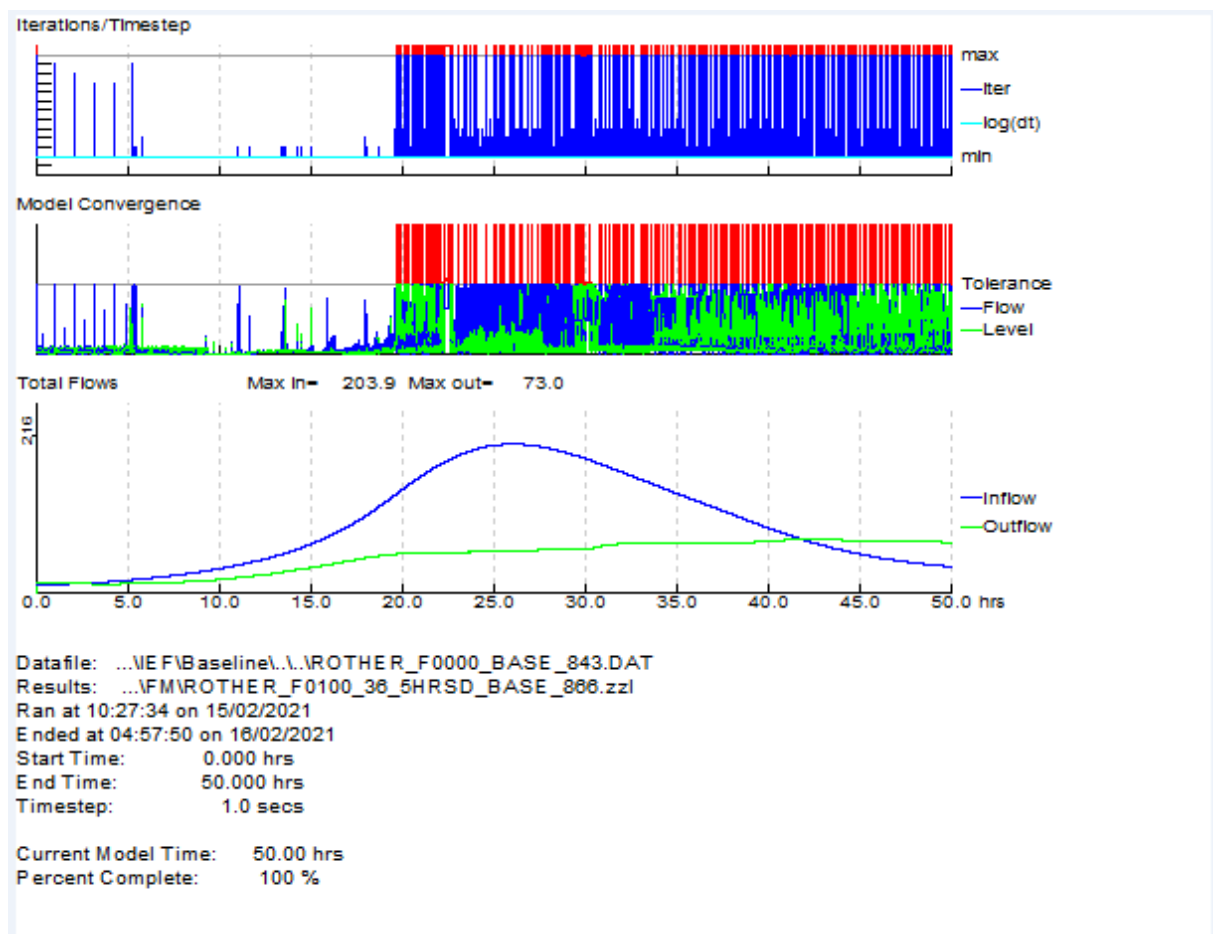 Iterations/Timestep
max
Iter
log(dt)
min
Model Convergence
Tolerance
Flow
Level
Total Flows Max in= 203.9 Max out= 73.0
216
Inflow
Outflow
0.0 5.0 10.0 15.0 20.0 25.0 30.0 35.0 40.0 45.0 50.0 hrs
Datafile: ...\IEF\Baseline\..\..\ROTHER_F0000_BASE_843.DAT
Results: ...\FM\ROTHER_F0100_36_5HRSD_BASE_866.zzl
Ran at 10:27:34 on 15/02/2021
Ended at 04:57:50 on 16/02/2021
Start Time: 0.000 hrs
End Time: 50.000 hrs
Timestep: 1.0 secs
Current Model Time: 50.00 hrs
Percent Complete: 100 %